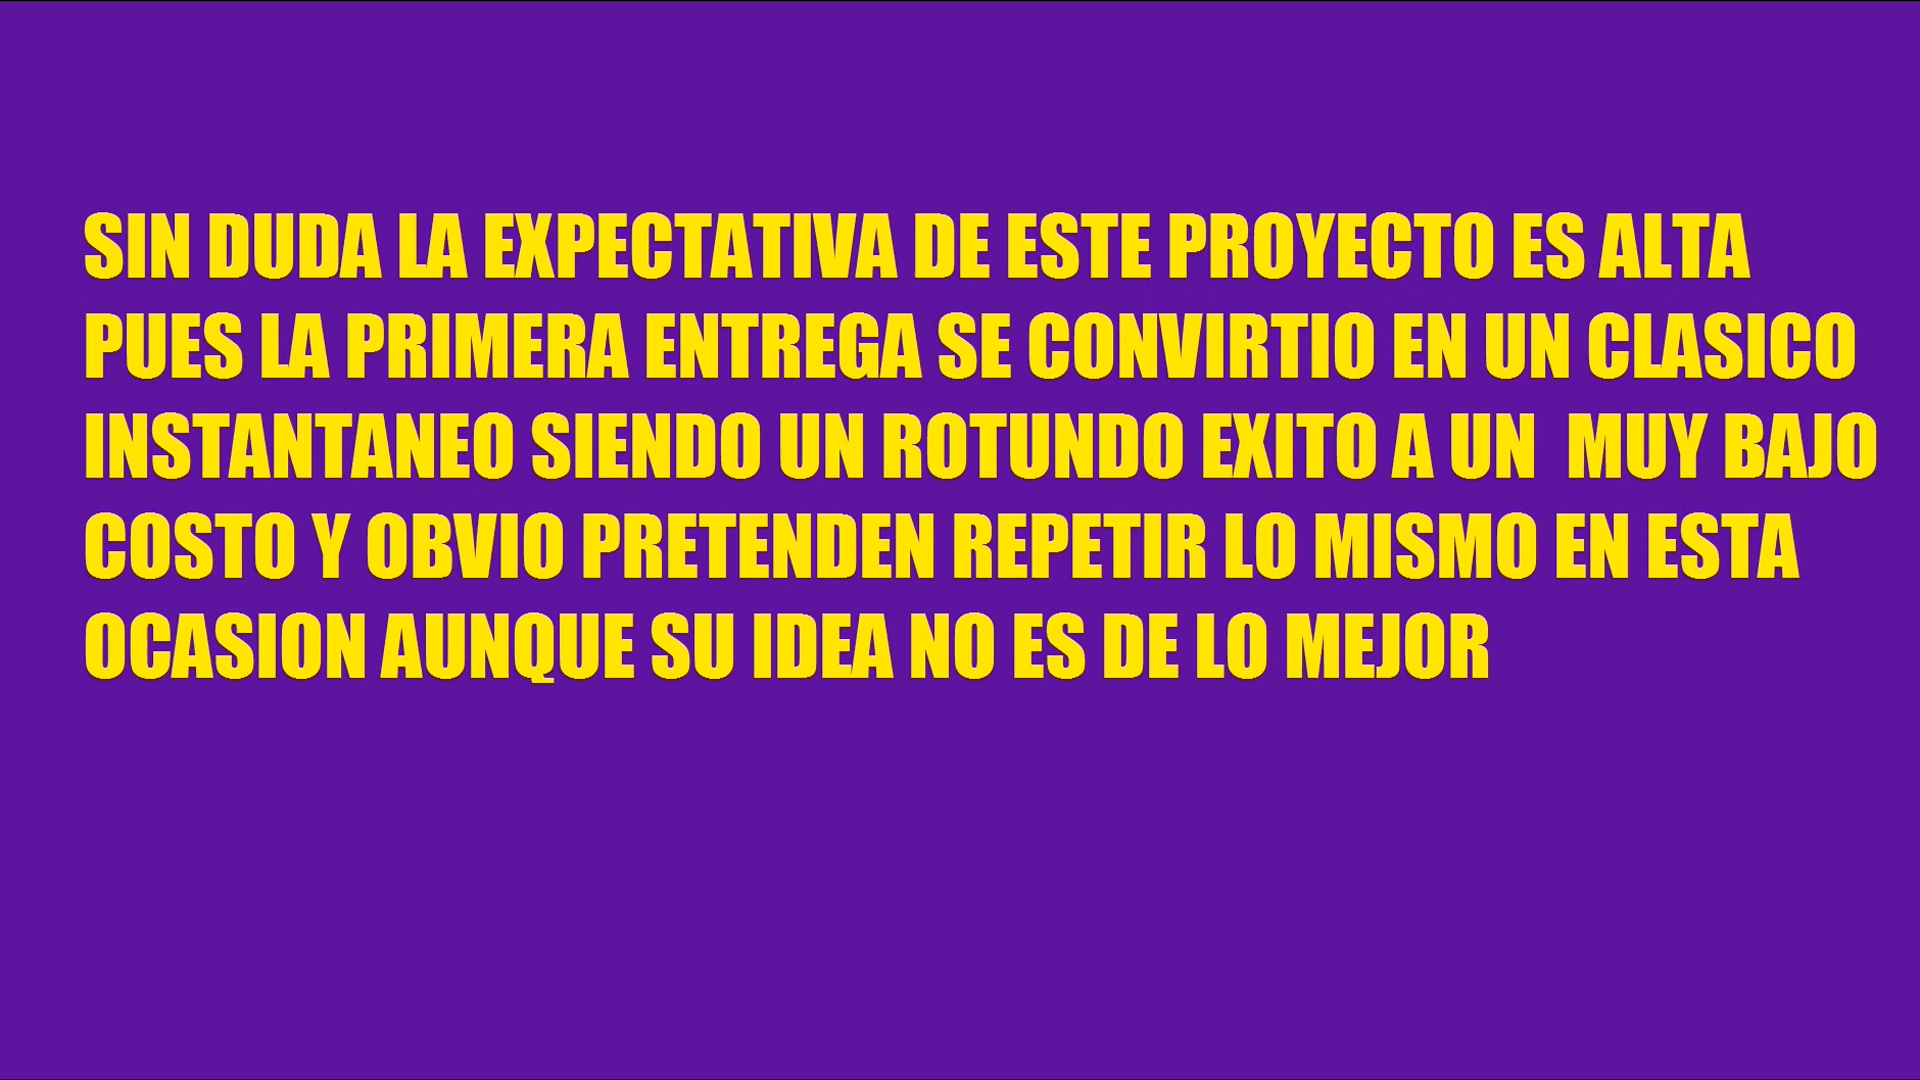 SIN DUDA LA EXPECTATIVA DE ESTE PROYECTO ES ALTA
PUES LA PRIMERA ENTREGA SE CONVIRTIO EN UN CLASICO
INSTANTANEO SIENDO UN ROTUNDO EXITO A UN  MUY BAJO
COSTO Y OBVIO PRETENDEN REPETIR LO MISMO EN ESTA
OCASION AUNQUE SU IDEA NO ES DE LO MEJOR